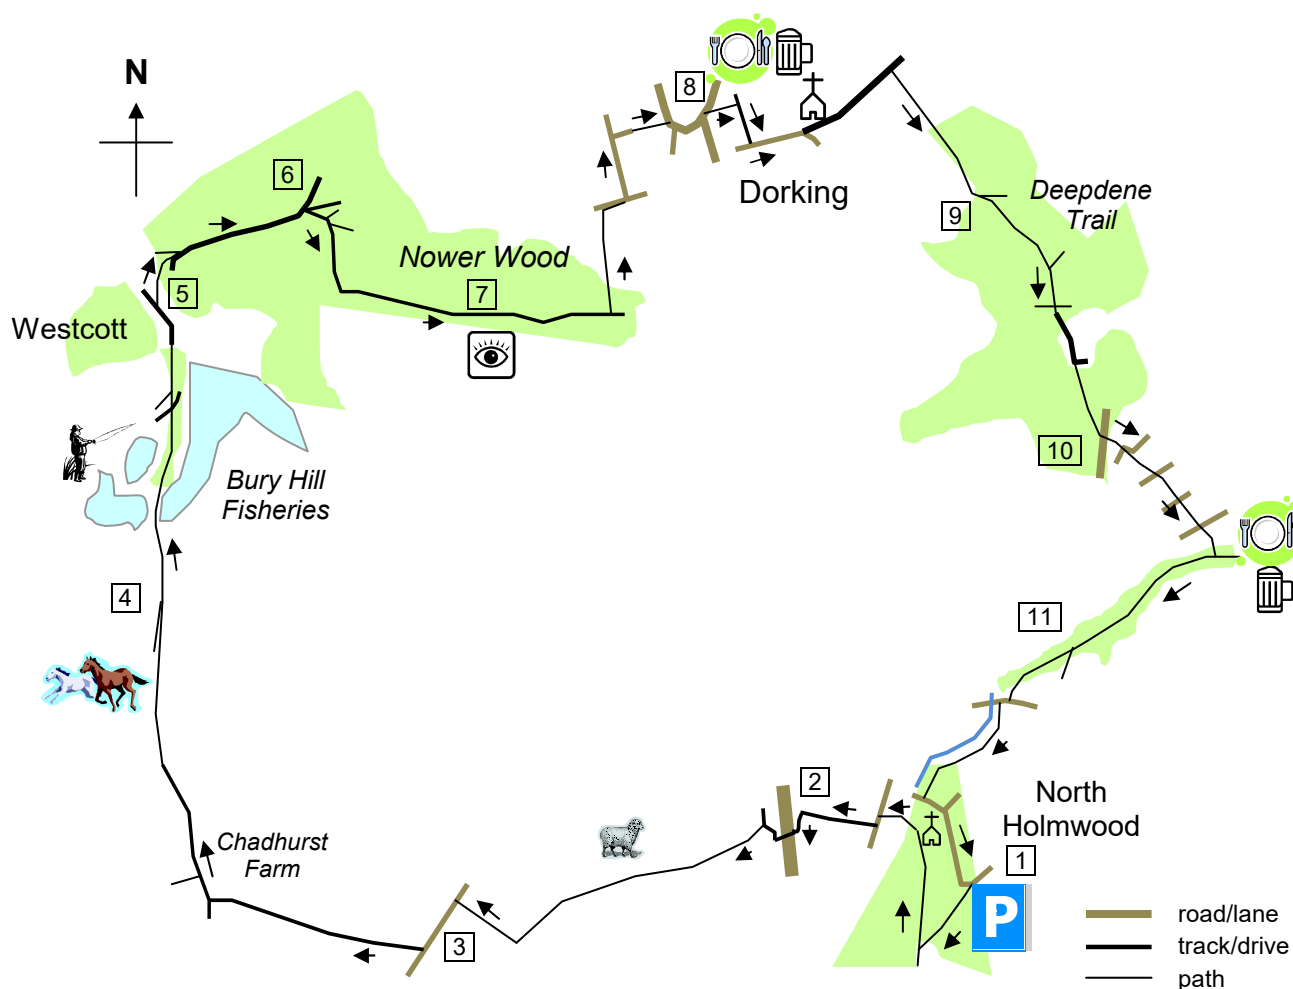 N
8
Dorking
6
Deepdene
Trail
9
Nower Wood
7
5
Westcott
10
Bury Hill
Fisheries
4
11
2
North
Holmwood
Chadhurst
Farm
1
P
3
road/lane
track/drive
path